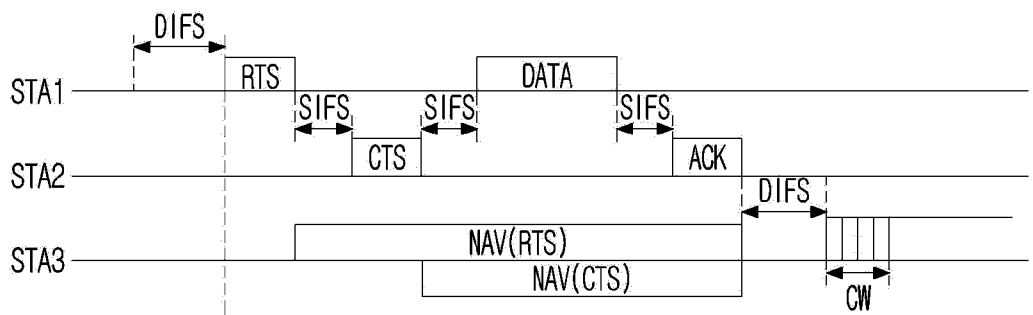 DIFS
STA1
RTS
DATA
SIFS
SIFS
SIFS
STA2
CTS
ACK
DIFS
STA3
NAV(RTS)
NAV(CTS)
CW